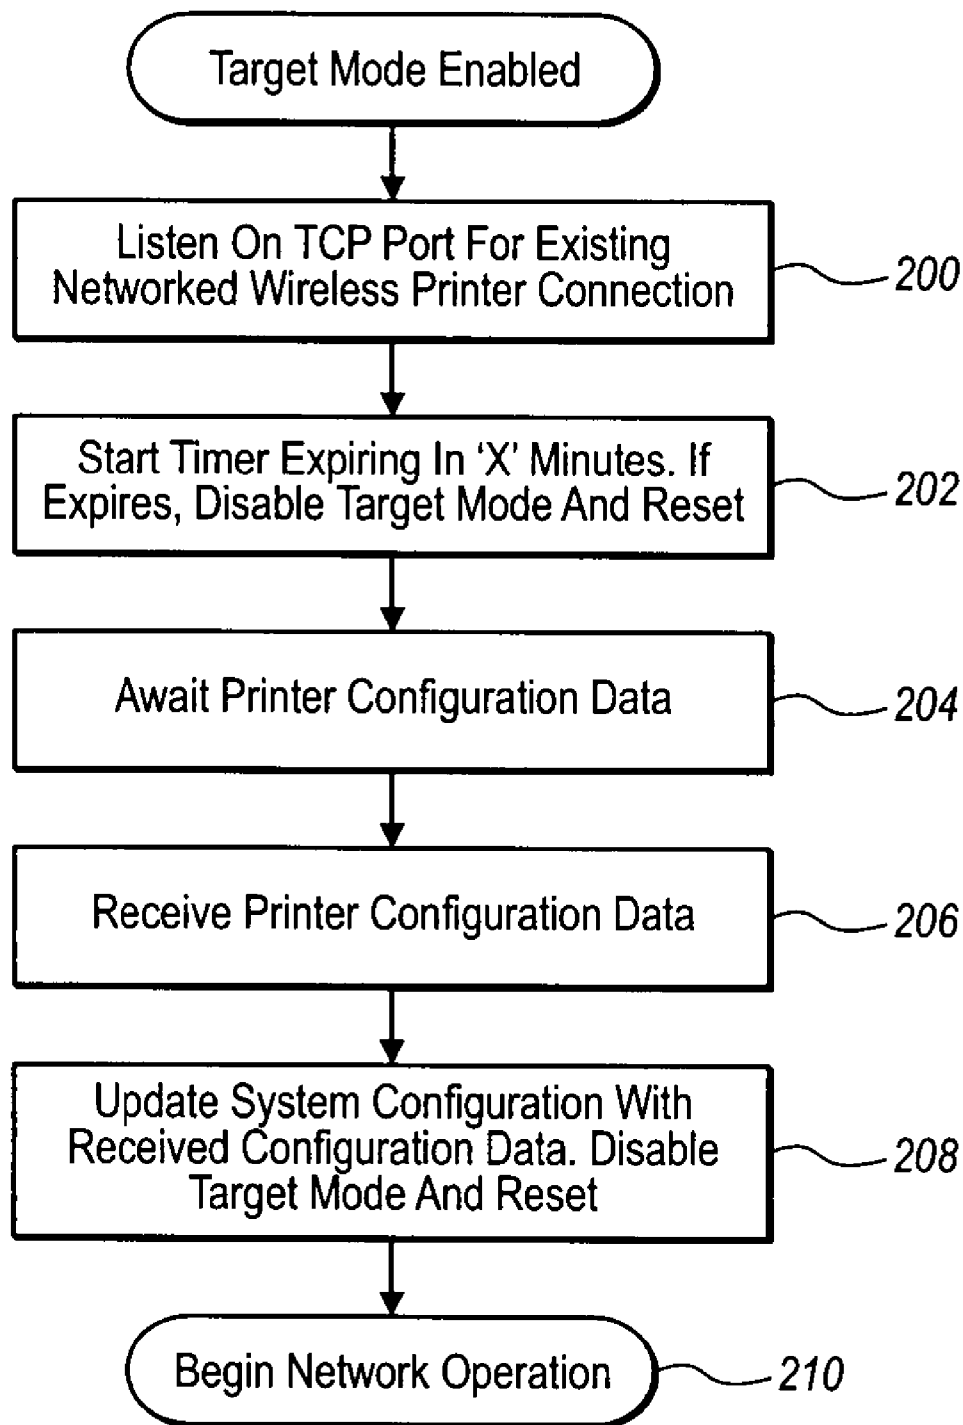 Target Mode Enabled
Listen On TCP Port For Existing
Networked Wireless Printer Connection
200
Start Timer Expiring In ‘X’ Minutes. If
Expires, Disable Target Mode And Reset
202
Await Printer Configuration Data
204
Receive Printer Configuration Data
206
Update System Configuration With
Received Configuration Data. Disable
Target Mode And Reset
208
Begin Network Operation
210